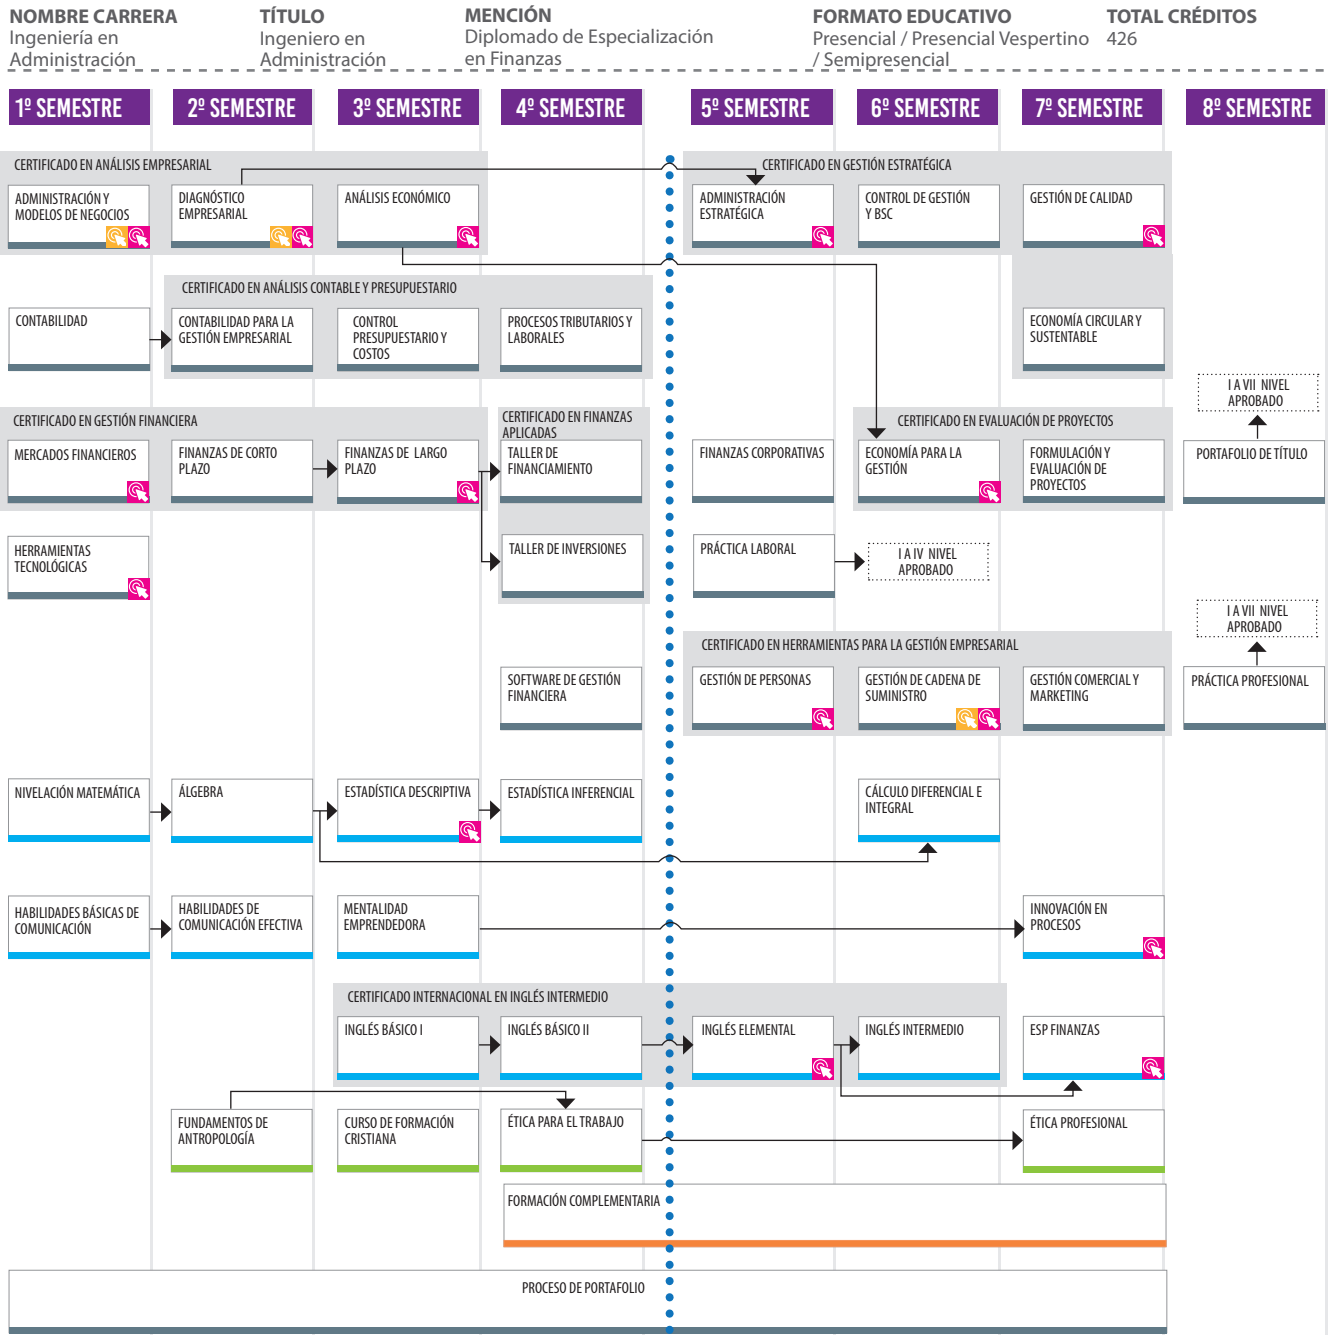 NOMBRE CARRERA
Ingeniería en
Administración
TÍTULO
Ingeniero en
Administración
MENCIÓN
Diplomado de Especialización
en Finanzas
FORMATO EDUCATIVO
Presencial / Presencial Vespertino
/ Semipresencial
TOTAL CRÉDITOS
426
1º SEMESTRE
2º SEMESTRE
3º SEMESTRE
4º SEMESTRE
5º SEMESTRE
6º SEMESTRE
7º SEMESTRE
8º SEMESTRE
CERTIFICADO EN ANÁLISIS EMPRESARIAL
CERTIFICADO EN GESTIÓN ESTRATÉGICA
ADMINISTRACIÓN Y
MODELOS DE NEGOCIOS
DIAGNÓSTICO
EMPRESARIAL
ANÁLISIS ECONÓMICO
ADMINISTRACIÓN
ESTRATÉGICA
CONTROL DE GESTIÓN
Y BSC
GESTIÓN DE CALIDAD
CERTIFICADO EN ANÁLISIS CONTABLE Y PRESUPUESTARIO
CONTABILIDAD
CONTABILIDAD PARA LA
GESTIÓN EMPRESARIAL
CONTROL
PRESUPUESTARIO Y
COSTOS
PROCESOS TRIBUTARIOS Y
LABORALES
ECONOMÍA CIRCULAR Y
SUSTENTABLE
I A VII NIVEL
APROBADO
CERTIFICADO EN GESTIÓN FINANCIERA
CERTIFICADO EN FINANZAS
APLICADAS
CERTIFICADO EN EVALUACIÓN DE PROYECTOS
MERCADOS FINANCIEROS
FINANZAS DE CORTO
PLAZO
FINANZAS DE LARGO
PLAZO
TALLER DE
FINANCIAMIENTO
FINANZAS CORPORATIVAS
ECONOMÍA PARA LA
GESTIÓN
FORMULACIÓN Y
EVALUACIÓN DE
PROYECTOS
PORTAFOLIO DE TÍTULO
HERRAMIENTAS
TECNOLÓGICAS
TALLER DE INVERSIONES
PRÁCTICA LABORAL
I A IV NIVEL
APROBADO
I A VII NIVEL
APROBADO
CERTIFICADO EN HERRAMIENTAS PARA LA GESTIÓN EMPRESARIAL
SOFTWARE DE GESTIÓN
FINANCIERA
GESTIÓN DE PERSONAS
GESTIÓN DE CADENA DE
SUMINISTRO
GESTIÓN COMERCIAL Y
MARKETING
PRÁCTICA PROFESIONAL
NIVELACIÓN MATEMÁTICA
ÁLGEBRA
ESTADÍSTICA DESCRIPTIVA
ESTADÍSTICA INFERENCIAL
CÁLCULO DIFERENCIAL E
INTEGRAL
HABILIDADES BÁSICAS DE
COMUNICACIÓN
HABILIDADES DE
COMUNICACIÓN EFECTIVA
MENTALIDAD
EMPRENDEDORA
INNOVACIÓN EN
PROCESOS
CERTIFICADO INTERNACIONAL EN INGLÉS INTERMEDIO
INGLÉS BÁSICO I
INGLÉS BÁSICO II
INGLÉS ELEMENTAL
INGLÉS INTERMEDIO
ESP FINANZAS
FUNDAMENTOS DE
ANTROPOLOGÍA
CURSO DE FORMACIÓN
CRISTIANA
ÉTICA PARA EL TRABAJO
ÉTICA PROFESIONAL
FORMACIÓN COMPLEMENTARIA
PROCESO DE PORTAFOLIO